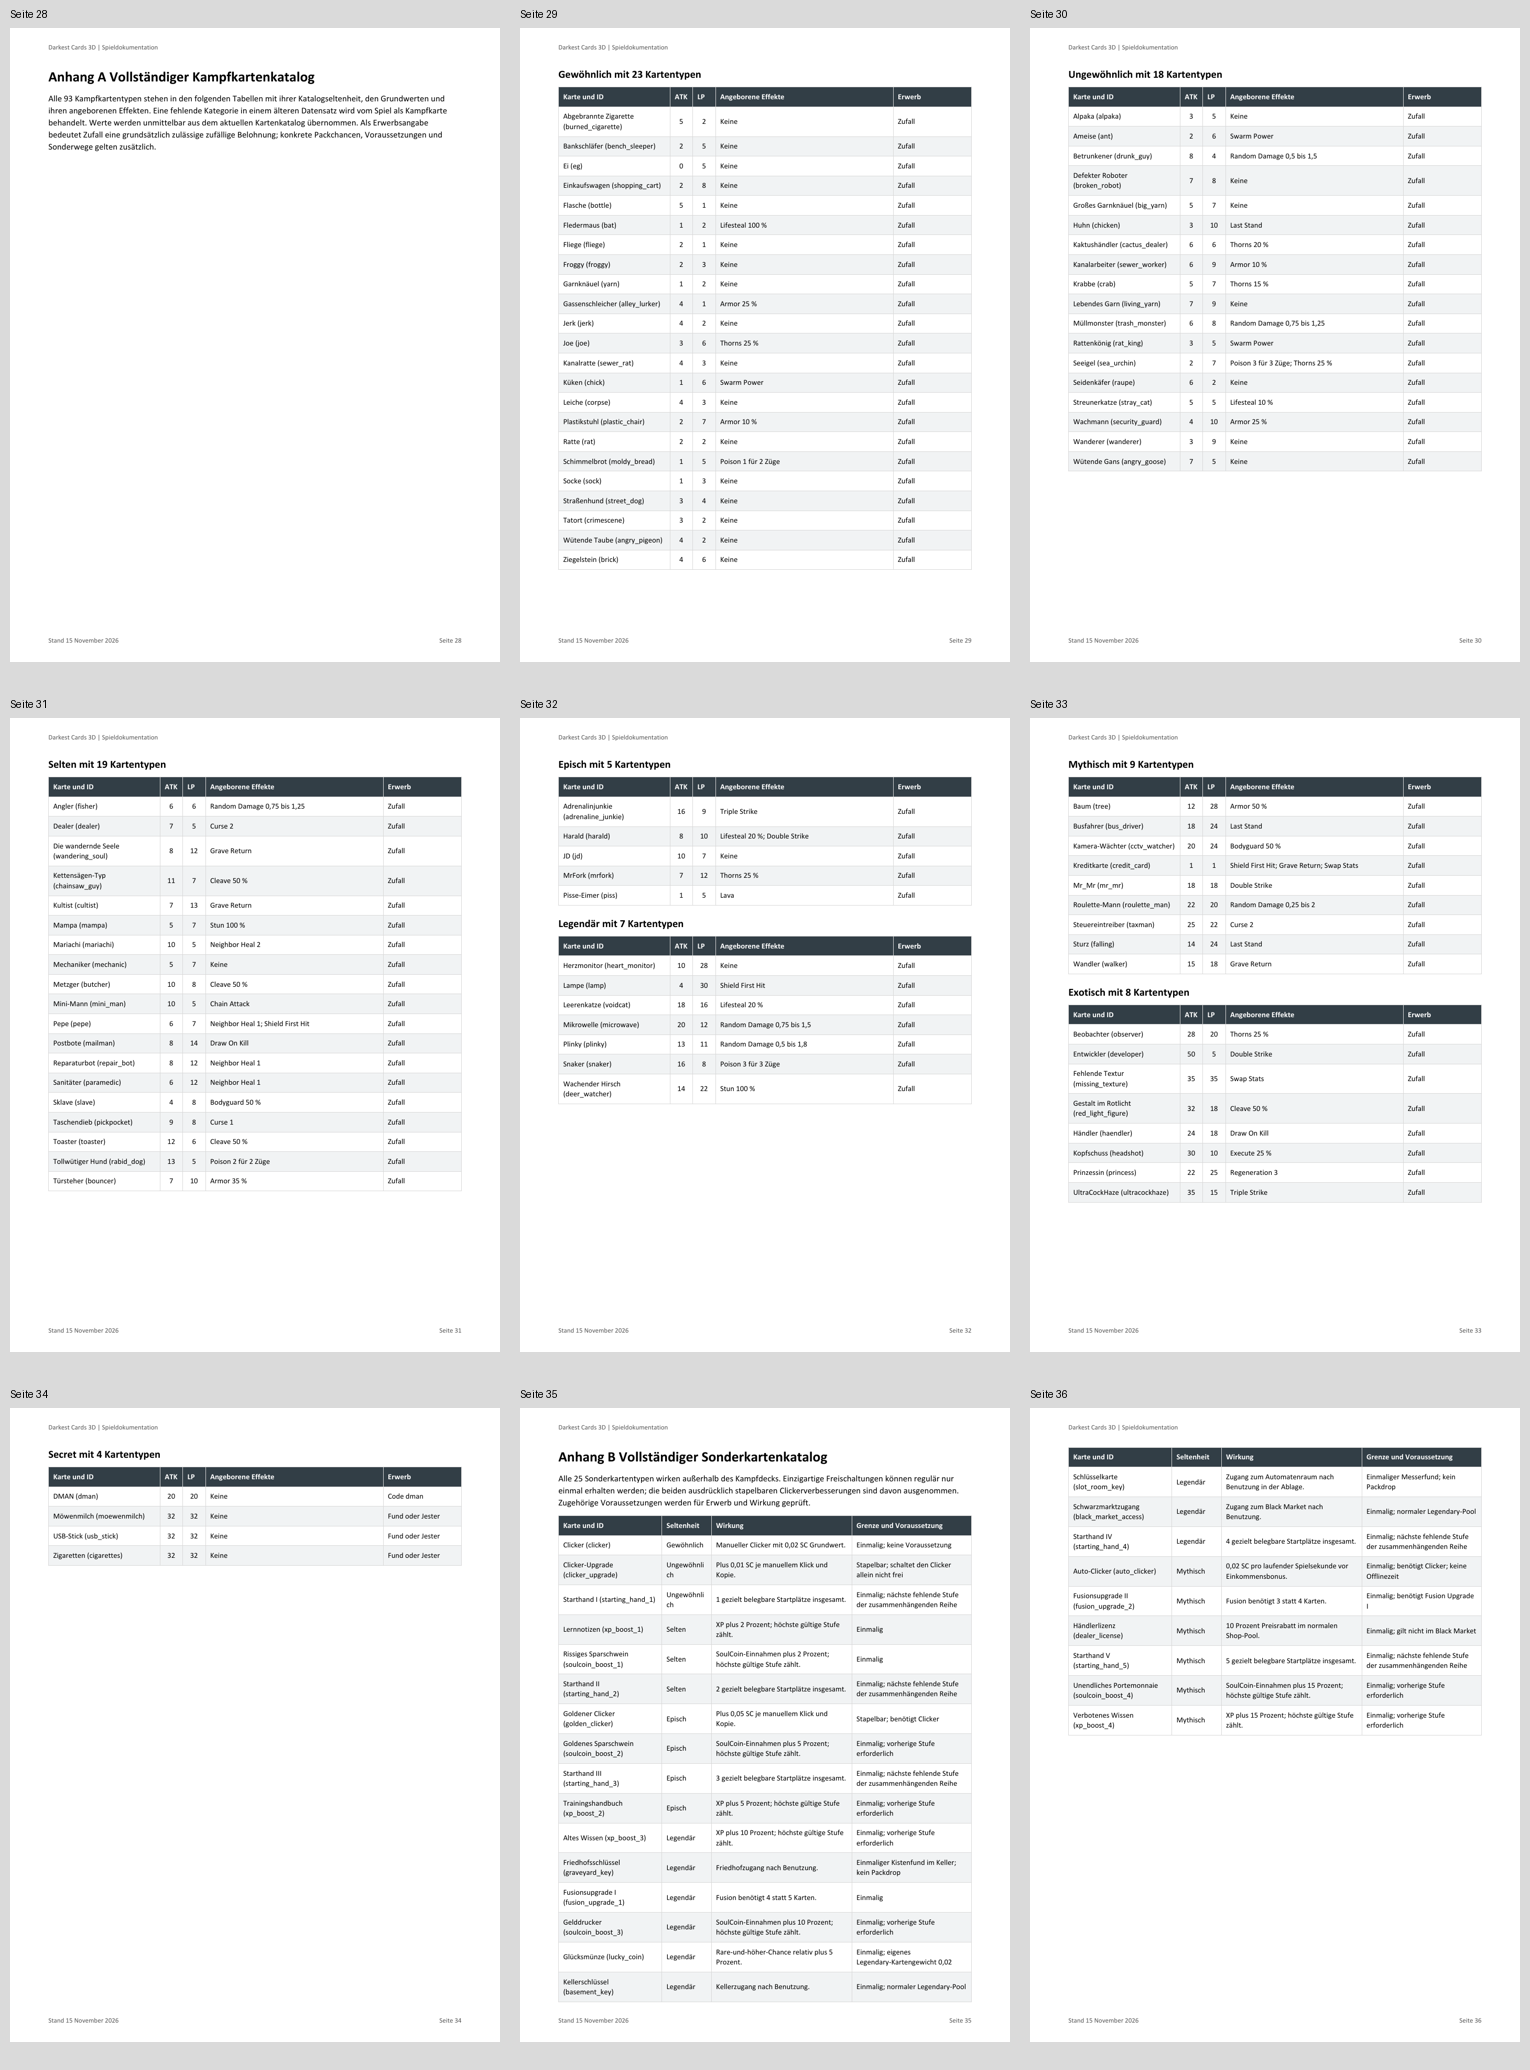 Seite 28
Darkest Cards 3D | Spieldokumentation
Anhang A Vollständiger Kampfkartenkatalog
Alle 93 Kampfkartentypen stehen in den folgenden Tabellen mit ihrer Katalogseltenheit, den Grundwerten und
ihren angeborenen Effekten. Eine fehlende Kategorie in einem älteren Datensatz wird vom Spiel als Kampfkarte
behandelt. Werte werden unmittelbar aus dem aktuellen Kartenkatalog übernommen. Als Erwerbsangabe
bedeutet Zufall eine grundsätzlich zulässige zufällige Belohnung; konkrete Packchancen, Voraussetzungen und
Sonderwege gelten zusätzlich.
Stand 15 November 2026 Seite 28
Seite 29
Darkest Cards 3D | Spieldokumentation
Gewöhnlich mit 23 Kartentypen
Karte und ID ATK LP Angeborene Effekte Erwerb
Abgebrannte Zigarette
(burned_cigarette) 5 2 Keine Zufall
Bankschläfer (bench_sleeper) 2 5 Keine Zufall
Ei (eg) 0 5 Keine Zufall
Einkaufswagen (shopping_cart) 2 8 Keine Zufall
Flasche (bottle) 5 1 Keine Zufall
Fledermaus (bat) 1 2 Lifesteal 100 % Zufall
Fliege (fliege) 2 1 Keine Zufall
Froggy (froggy) 2 3 Keine Zufall
Garnknäuel (yarn) 1 2 Keine Zufall
Gassenschleicher (alley_lurker) 4 1 Armor 25 % Zufall
Jerk (jerk) 4 2 Keine Zufall
Joe (joe) 3 6 Thorns 25 % Zufall
Kanalratte (sewer_rat) 4 3 Keine Zufall
Küken (chick) 1 6 Swarm Power Zufall
Leiche (corpse) 4 3 Keine Zufall
Plastikstuhl (plastic_chair) 2 7 Armor 10 % Zufall
Ratte (rat) 2 2 Keine Zufall
Schimmelbrot (moldy_bread) 1 5 Poison 1 für 2 Züge Zufall
Socke (sock) 1 3 Keine Zufall
Straßenhund (street_dog) 3 4 Keine Zufall
Tatort (crimescene) 3 2 Keine Zufall
Wütende Taube (angry_pigeon) 4 2 Keine Zufall
Ziegelstein (brick) 4 6 Keine Zufall
Stand 15 November 2026 Seite 29
Seite 30
Darkest Cards 3D | Spieldokumentation
Ungewöhnlich mit 18 Kartentypen
Karte und ID ATK LP Angeborene Effekte Erwerb
Alpaka (alpaka) 3 5 Keine Zufall
Ameise (ant) 2 6 Swarm Power Zufall
Betrunkener (drunk_guy) 8 4 Random Damage 0,5 bis 1,5 Zufall
Defekter Roboter
(broken_robot) 7 8 Keine Zufall
Großes Garnknäuel (big_yarn) 5 7 Keine Zufall
Huhn (chicken) 3 10 Last Stand Zufall
Kaktushändler (cactus_dealer) 6 6 Thorns 20 % Zufall
Kanalarbeiter (sewer_worker) 6 9 Armor 10 % Zufall
Krabbe (crab) 5 7 Thorns 15 % Zufall
Lebendes Garn (living_yarn) 7 9 Keine Zufall
Müllmonster (trash_monster) 6 8 Random Damage 0,75 bis 1,25 Zufall
Rattenkönig (rat_king) 3 5 Swarm Power Zufall
Seeigel (sea_urchin) 2 7 Poison 3 für 3 Züge; Thorns 25 % Zufall
Seidenkäfer (raupe) 6 2 Keine Zufall
Streunerkatze (stray_cat) 5 5 Lifesteal 10 % Zufall
Wachmann (security_guard) 4 10 Armor 25 % Zufall
Wanderer (wanderer) 3 9 Keine Zufall
Wütende Gans (angry_goose) 7 5 Keine Zufall
Stand 15 November 2026 Seite 30
Seite 31
Darkest Cards 3D | Spieldokumentation
Selten mit 19 Kartentypen
Karte und ID ATK LP Angeborene Effekte Erwerb
Angler (fisher) 6 6 Random Damage 0,75 bis 1,25 Zufall
Dealer (dealer) 7 5 Curse 2 Zufall
Die wandernde Seele
(wandering_soul) 8 12 Grave Return Zufall
Kettensägen-Typ
(chainsaw_guy) 11 7 Cleave 50 % Zufall
Kultist (cultist) 7 13 Grave Return Zufall
Mampa (mampa) 5 7 Stun 100 % Zufall
Mariachi (mariachi) 10 5 Neighbor Heal 2 Zufall
Mechaniker (mechanic) 5 7 Keine Zufall
Metzger (butcher) 10 8 Cleave 50 % Zufall
Mini-Mann (mini_man) 10 5 Chain Attack Zufall
Pepe (pepe) 6 7 Neighbor Heal 1; Shield First Hit Zufall
Postbote (mailman) 8 14 Draw On Kill Zufall
Reparaturbot (repair_bot) 8 12 Neighbor Heal 1 Zufall
Sanitäter (paramedic) 6 12 Neighbor Heal 1 Zufall
Sklave (slave) 4 8 Bodyguard 50 % Zufall
Taschendieb (pickpocket) 9 8 Curse 1 Zufall
Toaster (toaster) 12 6 Cleave 50 % Zufall
Tollwütiger Hund (rabid_dog) 13 5 Poison 2 für 2 Züge Zufall
Türsteher (bouncer) 7 10 Armor 35 % Zufall
Stand 15 November 2026 Seite 31
Seite 32
Darkest Cards 3D | Spieldokumentation
Episch mit 5 Kartentypen
Karte und ID ATK LP Angeborene Effekte Erwerb
Adrenalinjunkie
(adrenaline_junkie) 16 9 Triple Strike Zufall
Harald (harald) 8 10 Lifesteal 20 %; Double Strike Zufall
JD (jd) 10 7 Keine Zufall
MrFork (mrfork) 7 12 Thorns 25 % Zufall
Pisse-Eimer (piss) 1 5 Lava Zufall
Legendär mit 7 Kartentypen
Karte und ID ATK LP Angeborene Effekte Erwerb
Herzmonitor (heart_monitor) 10 28 Keine Zufall
Lampe (lamp) 4 30 Shield First Hit Zufall
Leerenkatze (voidcat) 18 16 Lifesteal 20 % Zufall
Mikrowelle (microwave) 20 12 Random Damage 0,75 bis 1,5 Zufall
Plinky (plinky) 13 11 Random Damage 0,5 bis 1,8 Zufall
Snaker (snaker) 16 8 Poison 3 für 3 Züge Zufall
Wachender Hirsch
(deer_watcher) 14 22 Stun 100 % Zufall
Stand 15 November 2026 Seite 32
Seite 33
Darkest Cards 3D | Spieldokumentation
Mythisch mit 9 Kartentypen
Karte und ID ATK LP Angeborene Effekte Erwerb
Baum (tree) 12 28 Armor 50 % Zufall
Busfahrer (bus_driver) 18 24 Last Stand Zufall
Kamera-Wächter (cctv_watcher) 20 24 Bodyguard 50 % Zufall
Kreditkarte (credit_card) 1 1 Shield First Hit; Grave Return; Swap Stats Zufall
Mr_Mr (mr_mr) 18 18 Double Strike Zufall
Roulette-Mann (roulette_man) 22 20 Random Damage 0,25 bis 2 Zufall
Steuereintreiber (taxman) 25 22 Curse 2 Zufall
Sturz (falling) 14 24 Last Stand Zufall
Wandler (walker) 15 18 Grave Return Zufall
Exotisch mit 8 Kartentypen
Karte und ID ATK LP Angeborene Effekte Erwerb
Beobachter (observer) 28 20 Thorns 25 % Zufall
Entwickler (developer) 50 5 Double Strike Zufall
Fehlende Textur
(missing_texture) 35 35 Swap Stats Zufall
Gestalt im Rotlicht
(red_light_figure) 32 18 Cleave 50 % Zufall
Händler (haendler) 24 18 Draw On Kill Zufall
Kopfschuss (headshot) 30 10 Execute 25 % Zufall
Prinzessin (princess) 22 25 Regeneration 3 Zufall
UltraCockHaze (ultracockhaze) 35 15 Triple Strike Zufall
Stand 15 November 2026 Seite 33
Seite 34
Darkest Cards 3D | Spieldokumentation
Secret mit 4 Kartentypen
Karte und ID ATK LP Angeborene Effekte Erwerb
DMAN (dman) 20 20 Keine Code dman
Möwenmilch (moewenmilch) 32 32 Keine Fund oder Jester
USB-Stick (usb_stick) 32 32 Keine Fund oder Jester
Zigaretten (cigarettes) 32 32 Keine Fund oder Jester
Stand 15 November 2026 Seite 34
Seite 35
Darkest Cards 3D | Spieldokumentation
Anhang B Vollständiger Sonderkartenkatalog
Alle 25 Sonderkartentypen wirken außerhalb des Kampfdecks. Einzigartige Freischaltungen können regulär nur
einmal erhalten werden; die beiden ausdrücklich stapelbaren Clickerverbesserungen sind davon ausgenommen.
Zugehörige Voraussetzungen werden für Erwerb und Wirkung geprüft.
Karte und ID Seltenheit Wirkung Grenze und Voraussetzung
Clicker (clicker) Gewöhnlich Manueller Clicker mit 0,02 SC Grundwert. Einmalig; keine Voraussetzung
Clicker-Upgrade Ungewöhnli Plus 0,01 SC je manuellem Klick und Stapelbar; schaltet den Clicker
(clicker_upgrade) ch Kopie. allein nicht frei
Starthand I (starting_hand_1) Ungewöhnli 1 gezielt belegbare Startplätze insgesamt. Einmalig; nächste fehlende Stufe
ch der zusammenhängenden Reihe
Lernnotizen (xp_boost_1) Selten XP plus 2 Prozent; höchste gültige Stufe Einmalig
zählt.
Rissiges Sparschwein Selten SoulCoin-Einnahmen plus 2 Prozent; Einmalig
(soulcoin_boost_1) höchste gültige Stufe zählt.
Starthand II Selten 2 gezielt belegbare Startplätze insgesamt. Einmalig; nächste fehlende Stufe
(starting_hand_2) der zusammenhängenden Reihe
Goldener Clicker Episch Plus 0,05 SC je manuellem Klick und Stapelbar; benötigt Clicker
(golden_clicker) Kopie.
Goldenes Sparschwein Episch SoulCoin-Einnahmen plus 5 Prozent; Einmalig; vorherige Stufe
(soulcoin_boost_2) höchste gültige Stufe zählt. erforderlich
Starthand III Episch 3 gezielt belegbare Startplätze insgesamt. Einmalig; nächste fehlende Stufe
(starting_hand_3) der zusammenhängenden Reihe
Trainingshandbuch Episch XP plus 5 Prozent; höchste gültige Stufe Einmalig; vorherige Stufe
(xp_boost_2) zählt. erforderlich
Altes Wissen (xp_boost_3) Legendär XP plus 10 Prozent; höchste gültige Stufe Einmalig; vorherige Stufe
zählt. erforderlich
Friedhofsschlüssel Legendär Friedhofzugang nach Benutzung. Einmaliger Kistenfund im Keller;
(graveyard_key) kein Packdrop
Fusionsupgrade I Legendär Fusion benötigt 4 statt 5 Karten. Einmalig
(fusion_upgrade_1)
Gelddrucker Legendär SoulCoin-Einnahmen plus 10 Prozent; Einmalig; vorherige Stufe
(soulcoin_boost_3) höchste gültige Stufe zählt. erforderlich
Glücksmünze (lucky_coin) Legendär Rare-und-höher-Chance relativ plus 5 Einmalig; eigenes
Prozent. Legendary-Kartengewicht 0,02
Kellerschlüssel Legendär Kellerzugang nach Benutzung. Einmalig; normaler Legendary-Pool
(basement_key)
Stand 15 November 2026 Seite 35
Seite 36
Darkest Cards 3D | Spieldokumentation
Karte und ID Seltenheit Wirkung Grenze und Voraussetzung
Schlüsselkarte Legendär Zugang zum Automatenraum nach Einmaliger Messerfund; kein
(slot_room_key) Benutzung in der Ablage. Packdrop
Schwarzmarktzugang Legendär Zugang zum Black Market nach Einmalig; normaler Legendary-Pool
(black_market_access) Benutzung.
Starthand IV Legendär 4 gezielt belegbare Startplätze insgesamt. Einmalig; nächste fehlende Stufe
(starting_hand_4) der zusammenhängenden Reihe
Auto-Clicker (auto_clicker) Mythisch 0,02 SC pro laufender Spielsekunde vor Einmalig; benötigt Clicker; keine
Einkommensbonus. Offlinezeit
Fusionsupgrade II Mythisch Fusion benötigt 3 statt 4 Karten. Einmalig; benötigt Fusion Upgrade
(fusion_upgrade_2) I
Händlerlizenz Mythisch 10 Prozent Preisrabatt im normalen Einmalig; gilt nicht im Black Market
(dealer_license) Shop-Pool.
Starthand V Mythisch 5 gezielt belegbare Startplätze insgesamt. Einmalig; nächste fehlende Stufe
(starting_hand_5) der zusammenhängenden Reihe
Unendliches Portemonnaie Mythisch SoulCoin-Einnahmen plus 15 Prozent; Einmalig; vorherige Stufe
(soulcoin_boost_4) höchste gültige Stufe zählt. erforderlich
Verbotenes Wissen Mythisch XP plus 15 Prozent; höchste gültige Stufe Einmalig; vorherige Stufe
(xp_boost_4) zählt. erforderlich
Stand 15 November 2026 Seite 36